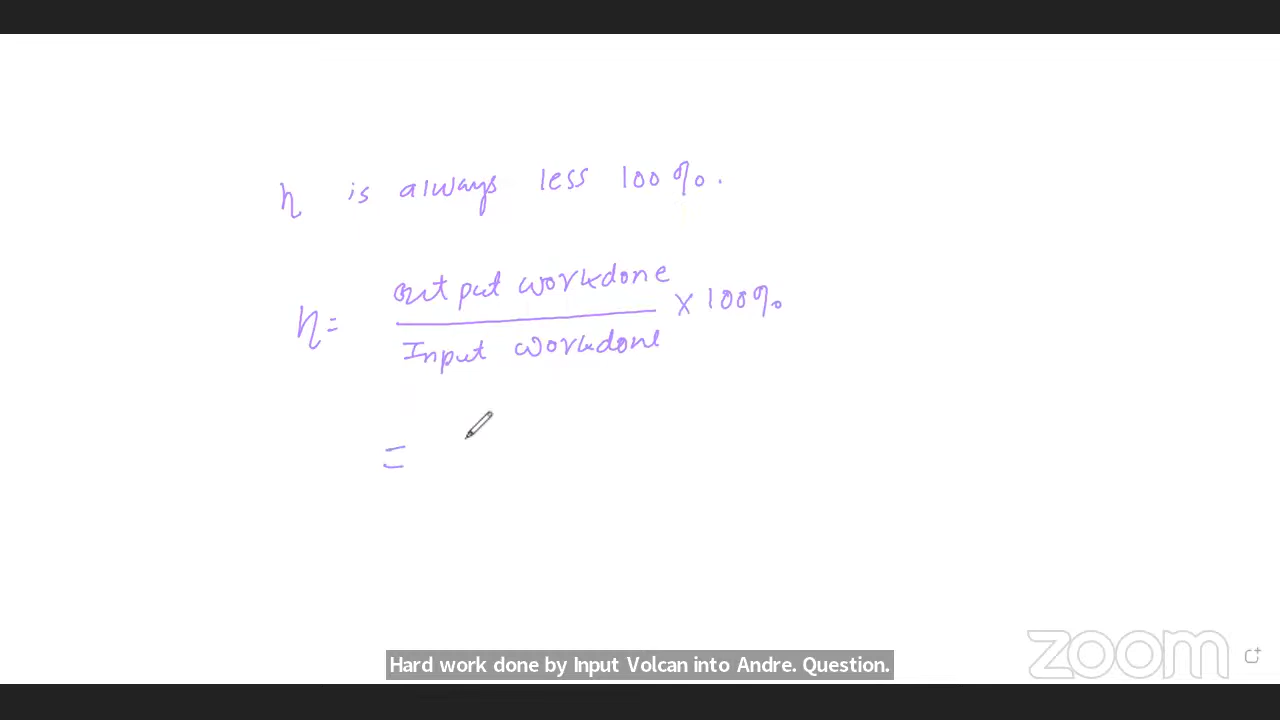 η is always less 100%.
η = output workdone / Input workdone × 100%
=
Hard work done by Input Volcan into Andre. Question.
zoom